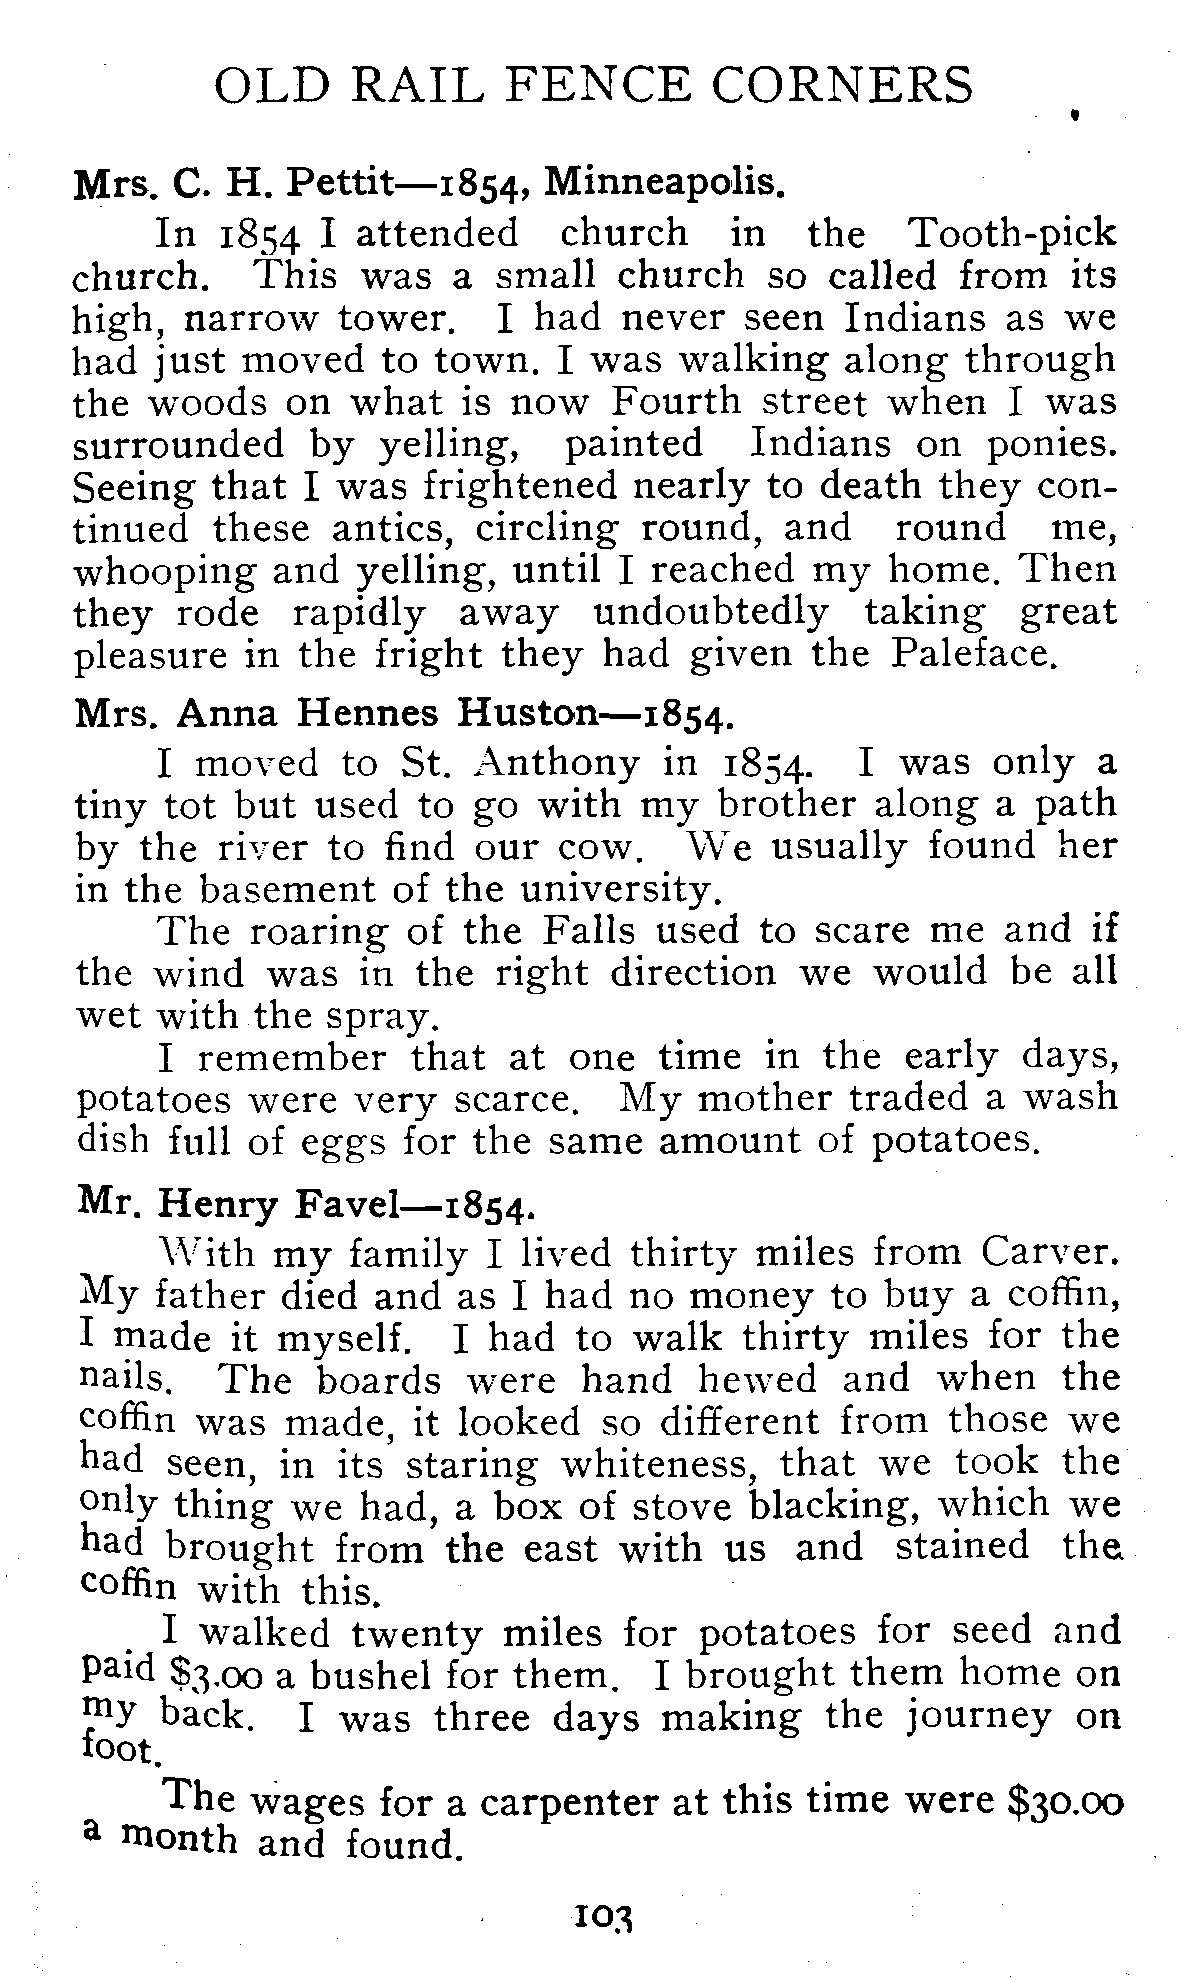 OLD RAIL FENCE CORNERS
Mrs. C. H. Pettit—1854, Minneapolis.
In 1854 I attended church in the Tooth-pick
church. This was a small church so called from its
high, narrow tower. I had never seen Indians as we
had just moved to town. I was walking along through
the woods on what is now Fourth street when I was
surrounded by yelling, painted Indians on ponies.
Seeing that I was frightened nearly to death they con-
tinued these antics, circling round, and round me,
whooping and yelling, until I reached my home. Then
they rode rapidly away undoubtedly taking great
pleasure in the fright they had given the Paleface.
Mrs. Anna Hennes Huston—1854.
I moved to St. Anthony in 1854. I was only a
tiny tot but used to go with my brother along a path
by the river to find our cow. We usually found her
in the basement of the university.
The roaring of the Falls used to scare me and if
the wind was in the right direction we would be all
wet with the spray.
I remember that at one time in the early days,
potatoes were very scarce. My mother traded a wash
dish full of eggs for the same amount of potatoes.
Mr. Henry Favel—1854.
With my family I lived thirty miles from Carver.
My father died and as I had no money to buy a coffin,
I made it myself. I had to walk thirty miles for the
nails. The boards were hand hewed and when the
coffin was made, it looked so different from those we
had seen, in its staring whiteness, that we took the
only thing we had, a box of stove blacking, which we
had brought from the east with us and stained the
coffin with this.
I walked twenty miles for potatoes for seed and
paid $3.00 a bushel for them. I brought them home on
my back. I was three days making the journey on
foot.
The wages for a carpenter at this time were $30.00
a month and found.
103